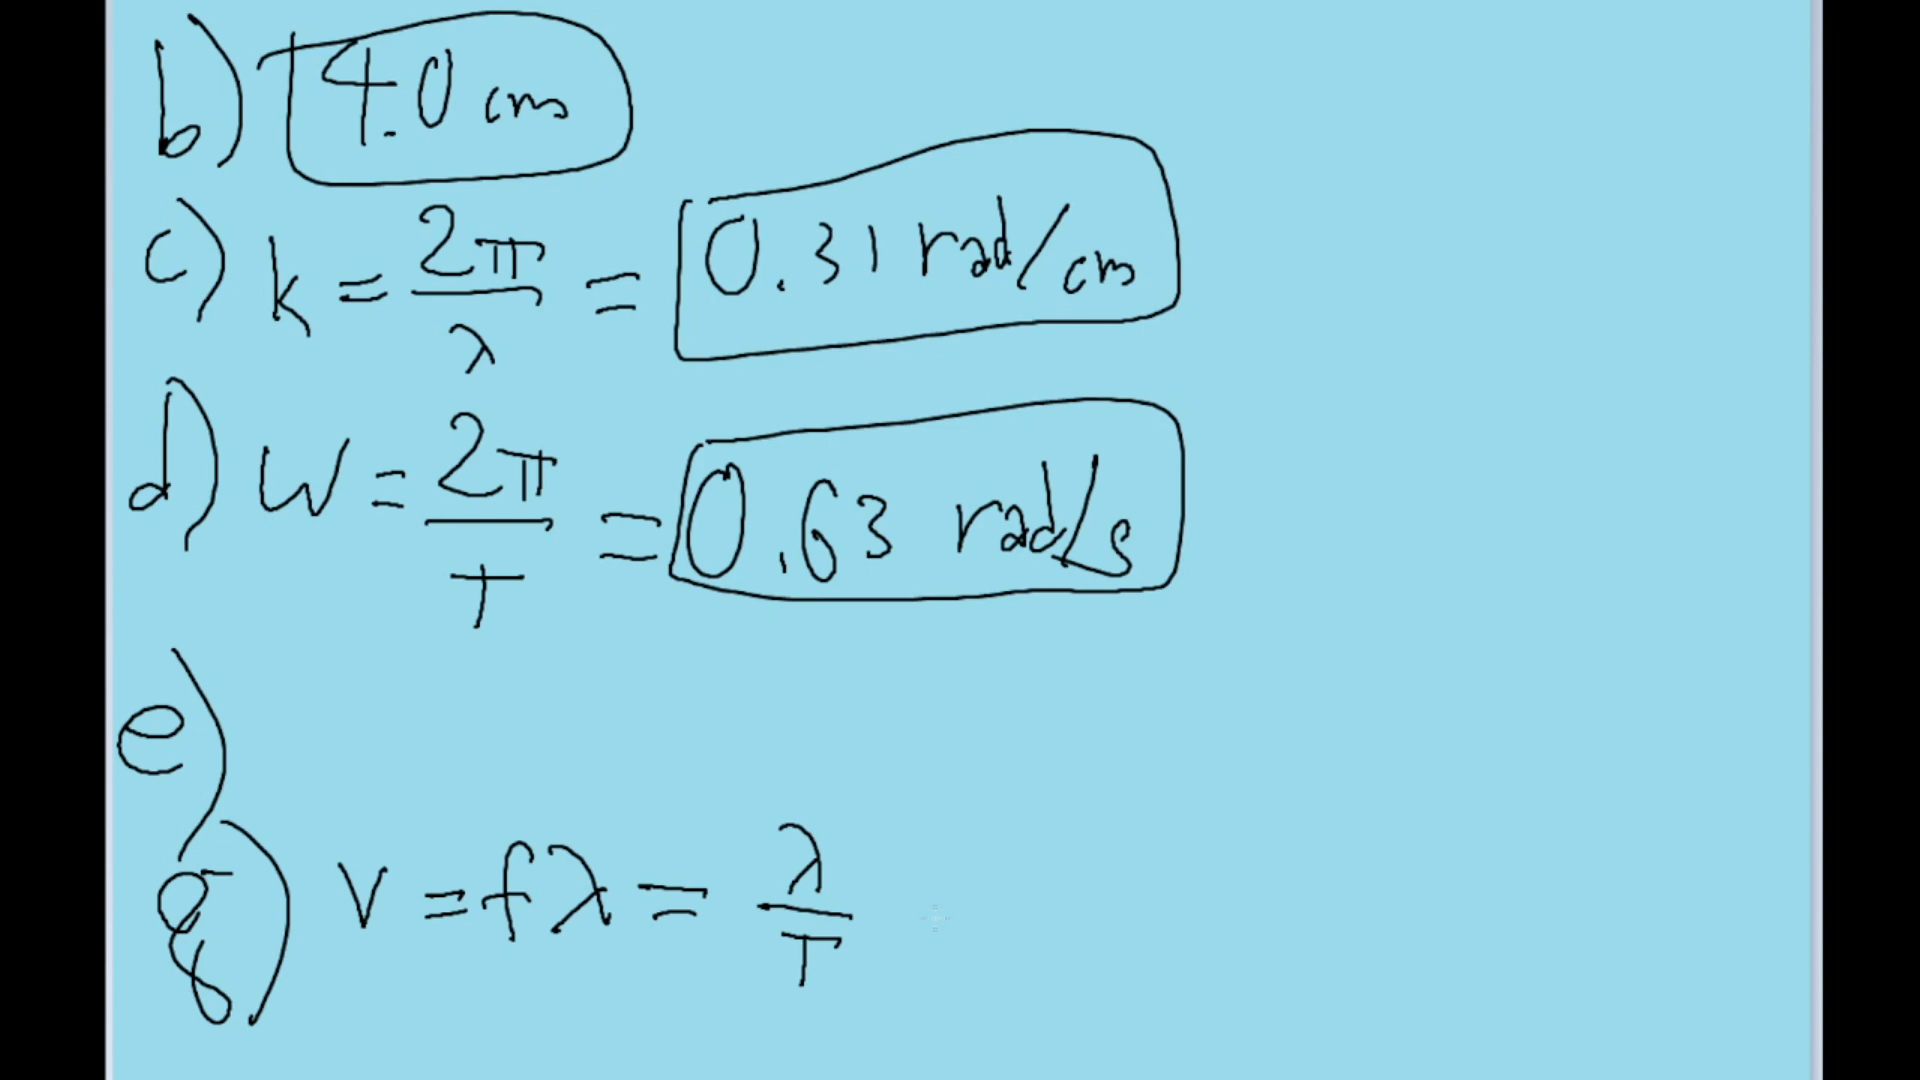 b) 4.0 cm
c) k = 2π/λ = 0.31 rad/cm
d) w = 2π/T = 0.63 rad/s
e)
g) v = fλ = λ/T